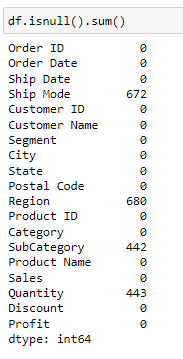 df.isnull().sum()
Order ID 0
Order Date 0
Ship Date 0
Ship Mode 672
Customer ID 0
Customer Name 0
Segment 0
City 0
State 0
Postal Code 0
Region 680
Product ID 0
Category 0
SubCategory 442
Product Name 0
Sales 0
Quantity 443
Discount 0
Profit 0
dtype: int64